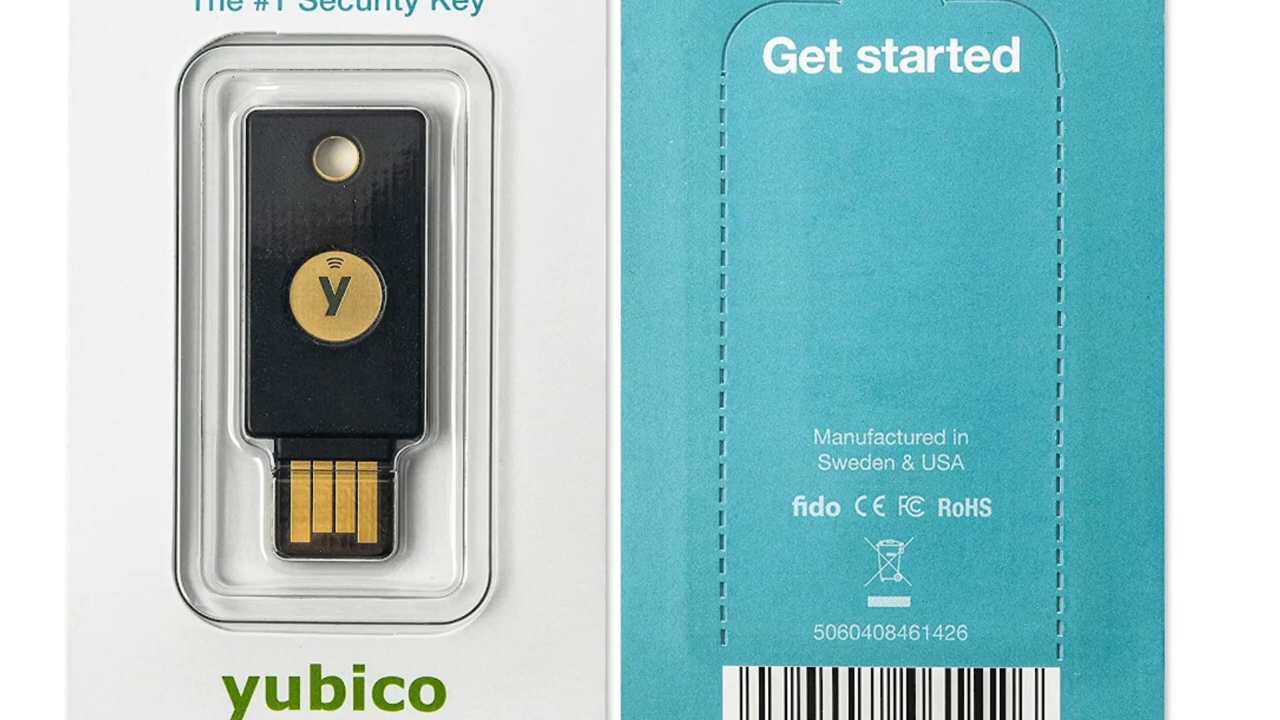 The #1 Security Key
y
yubico
Get started
Manufactured in
Sweden & USA
fido CE FC RoHS
5060408461426